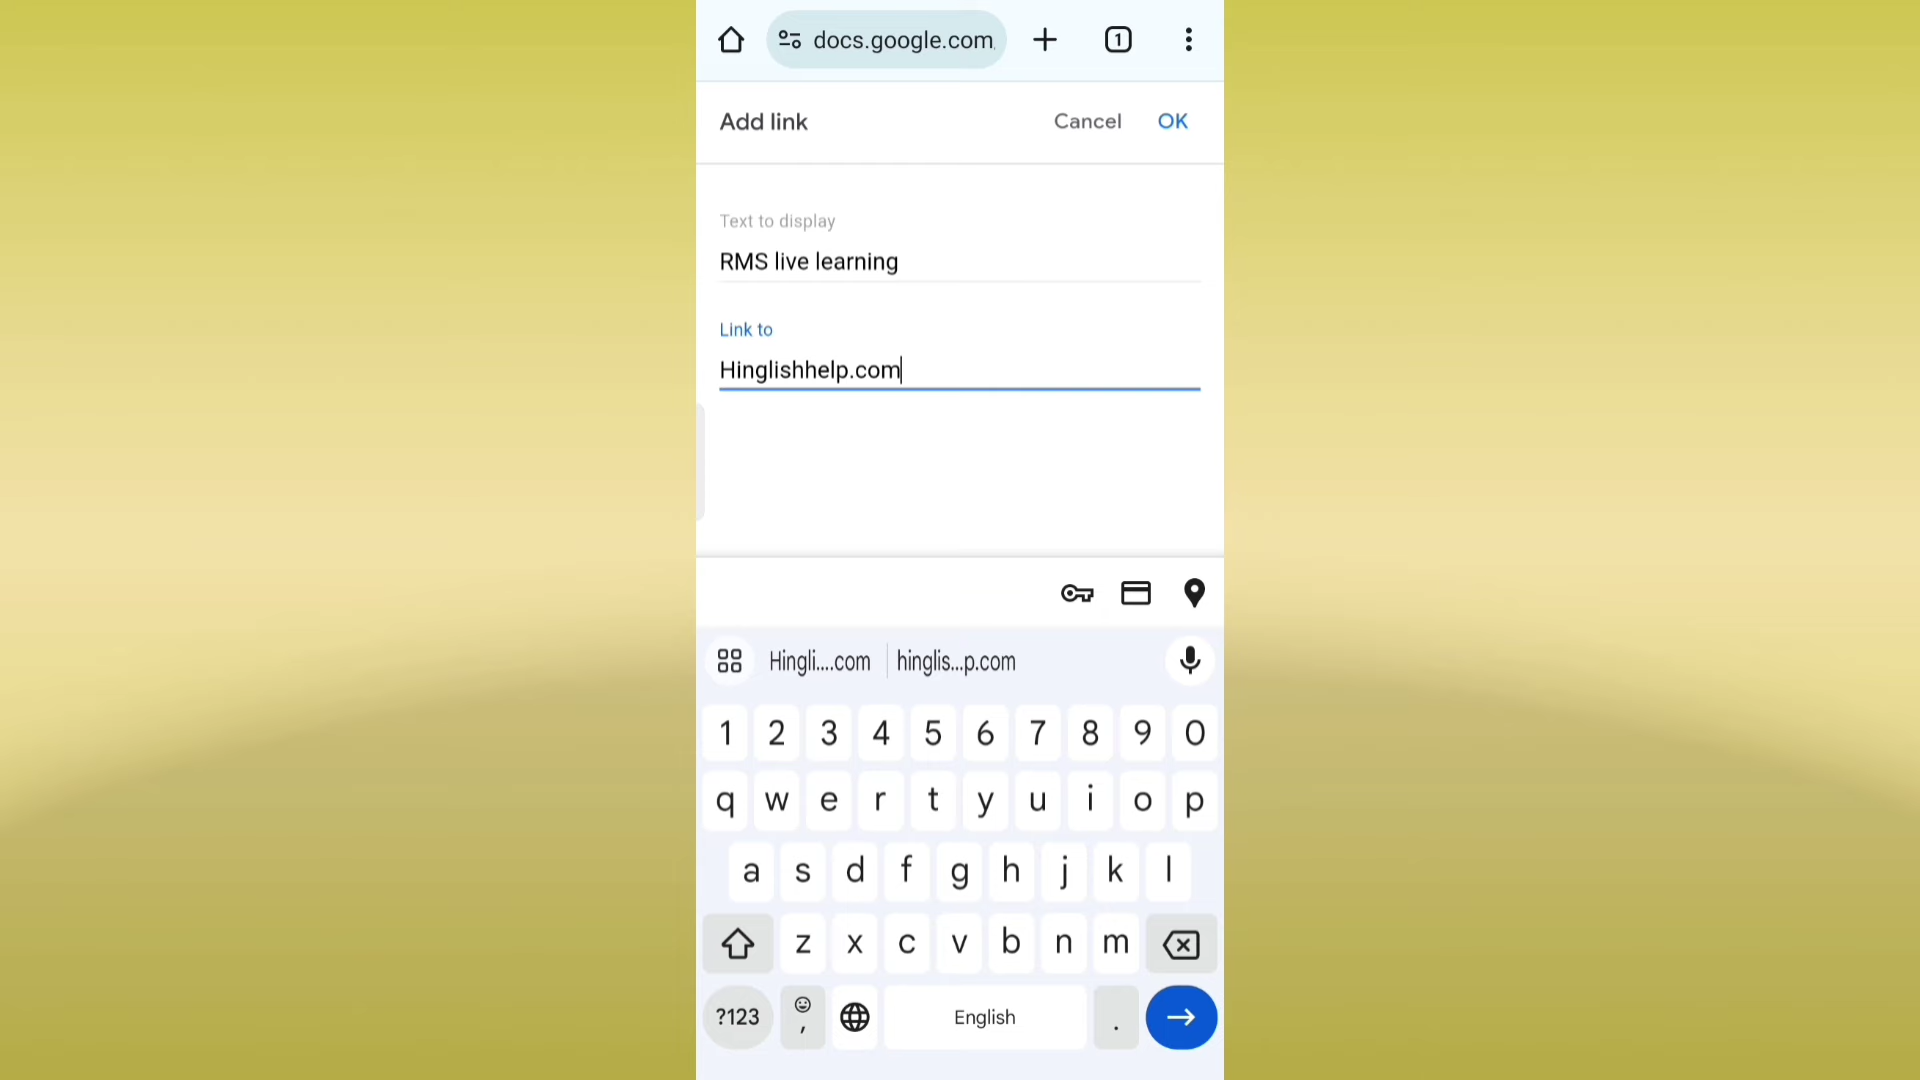 docs.google.com
1
Add link
Cancel
OK
Text to display
RMS live learning
Link to
Hinglishhelp.com
Hingli....com
hinglis...p.com
1 2 3 4 5 6 7 8 9 0
q w e r t y u i o p
a s d f g h j k l
z x c v b n m
?123
,
English
.